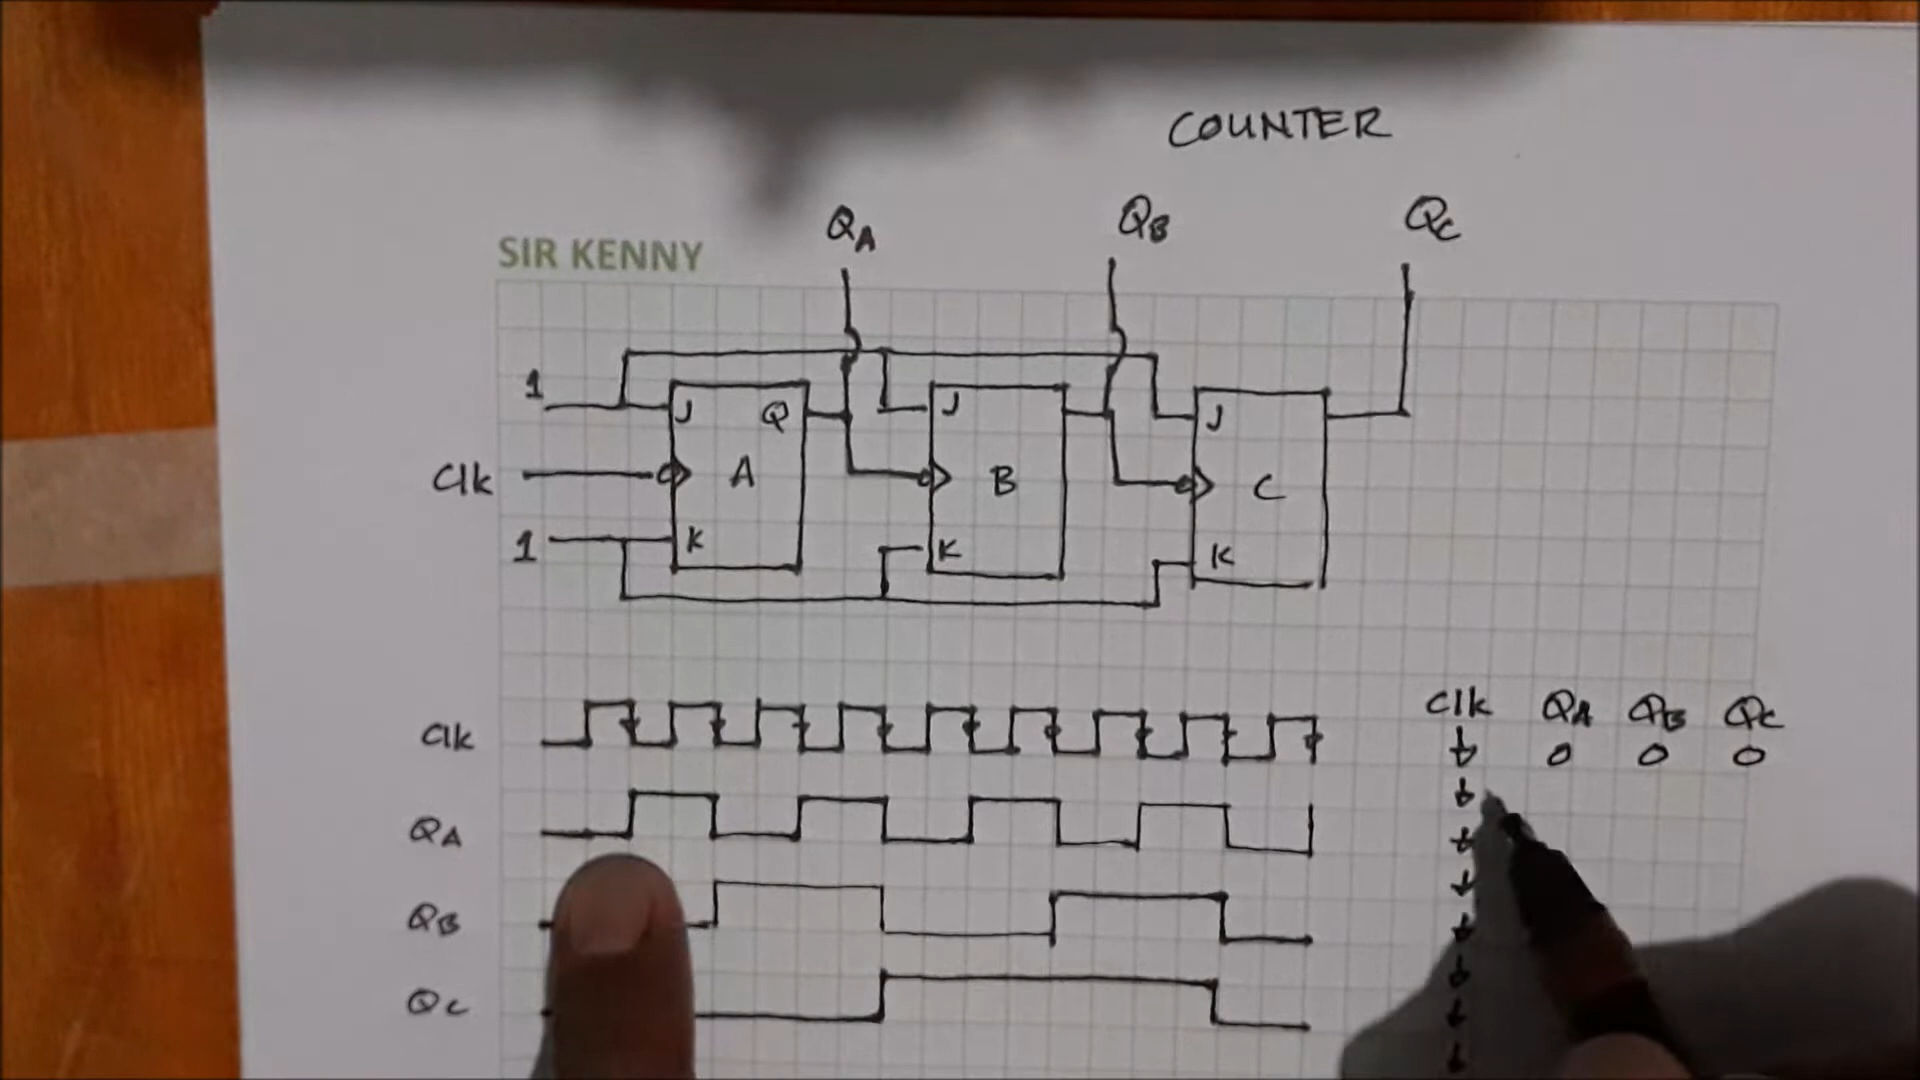 COUNTER
QA QB QC
SIR KENNY
1 J Q J J
Clk A B C
1 K K K
Clk Clk QA QB QC
↓ 0 0 0
↓
QA ↓
↓
QB ↓
↓
QC ↓
↓